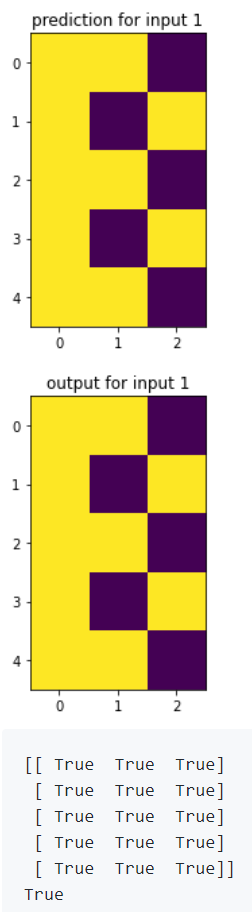 prediction for input 1
0
1
2
3
4
0 1 2
output for input 1
0
1
2
3
4
0 1 2
[[ True  True  True]
 [ True  True  True]
 [ True  True  True]
 [ True  True  True]
 [ True  True  True]]
True